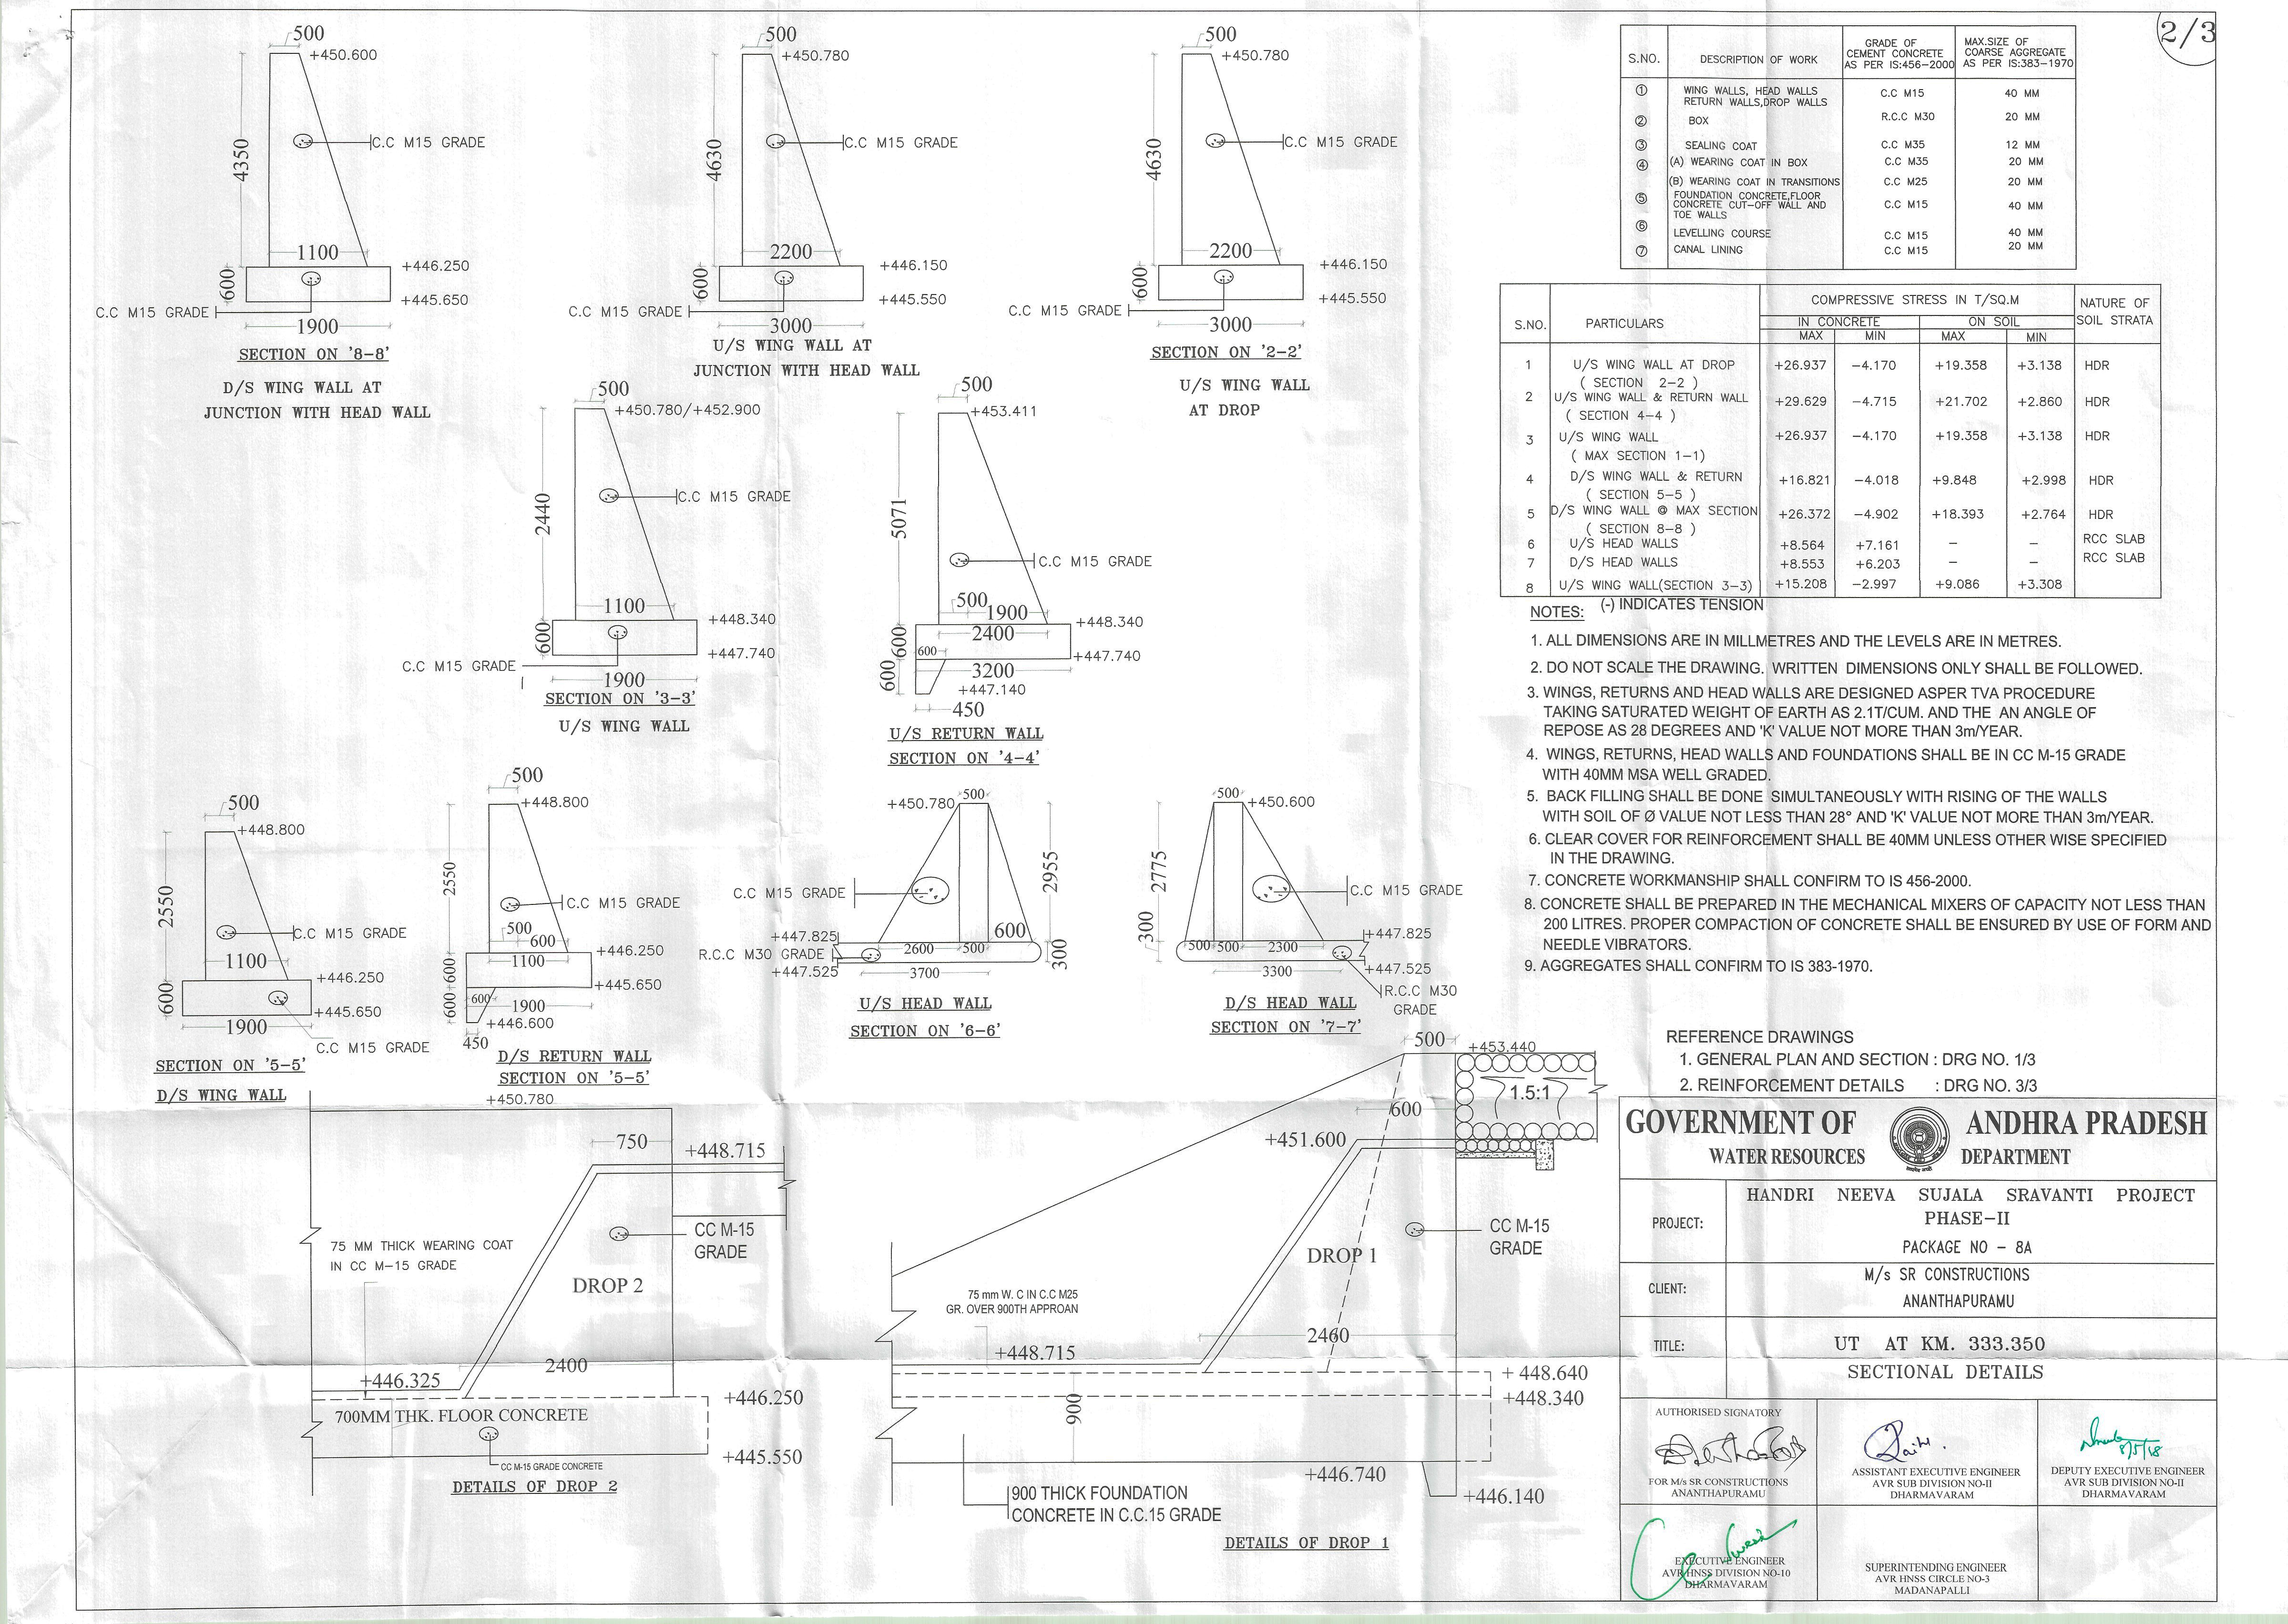 2/3
500
+450.600
4350
C.C M15 GRADE
1100
+446.250
600
+445.650
C.C M15 GRADE
1900
SECTION ON '8-8'
D/S WING WALL AT
JUNCTION WITH HEAD WALL
500
+450.780
4630
C.C M15 GRADE
2200
+446.150
600
+445.550
C.C M15 GRADE
3000
U/S WING WALL AT
JUNCTION WITH HEAD WALL
500
+450.780
4630
C.C M15 GRADE
2200
+446.150
600
+445.550
C.C M15 GRADE
3000
SECTION ON '2-2'
U/S WING WALL
AT DROP
500
+450.780/+452.900
2440
C.C M15 GRADE
1100
+448.340
600
+447.740
C.C M15 GRADE
1900
SECTION ON '3-3'
U/S WING WALL
500
+453.411
5071
C.C M15 GRADE
500 1900
+448.340
2400
600
600
+447.740
3200
600
+447.140
450
U/S RETURN WALL
SECTION ON '4-4'
500
+448.800
2550
C.C M15 GRADE
1100
+446.250
600
+445.650
1900
C.C M15 GRADE
SECTION ON '5-5'
D/S WING WALL
500
+448.800
2550
C.C M15 GRADE
500
600
+446.250
1100
600
+445.650
600
600
1900
+446.600
450
D/S RETURN WALL
SECTION ON '5-5'
500
+450.780
2955
C.C M15 GRADE
600
+447.825
2600 500
R.C.C M30 GRADE
+447.525
3700
300
U/S HEAD WALL
SECTION ON '6-6'
500
+450.600
2775
C.C M15 GRADE
300
+447.825
500 500 2300
+447.525
3300
R.C.C M30
GRADE
D/S HEAD WALL
SECTION ON '7-7'
+450.780
750
+448.715
CC M-15
GRADE
75 MM THICK WEARING COAT
IN CC M-15 GRADE
DROP 2
2400
+446.325
+446.250
700MM THK. FLOOR CONCRETE
+445.550
CC M-15 GRADE CONCRETE
DETAILS OF DROP 2
500
+453.440
1.5:1
600
+451.600
CC M-15
GRADE
DROP 1
75 mm W. C IN C.C M25
GR. OVER 900TH APPROAN
2460
+448.715
+ 448.640
+448.340
900
+446.740
+446.140
900 THICK FOUNDATION
CONCRETE IN C.C.15 GRADE
DETAILS OF DROP 1
S.NO. DESCRIPTION OF WORK GRADE OF CEMENT CONCRETE AS PER IS:456-2000 MAX.SIZE OF COARSE AGGREGATE AS PER IS:383-1970
1 WING WALLS, HEAD WALLS RETURN WALLS,DROP WALLS C.C M15 40 MM
2 BOX R.C.C M30 20 MM
3 SEALING COAT C.C M35 12 MM
4 (A) WEARING COAT IN BOX C.C M35 20 MM
(B) WEARING COAT IN TRANSITIONS C.C M25 20 MM
5 FOUNDATION CONCRETE,FLOOR CONCRETE CUT-OFF WALL AND TOE WALLS C.C M15 40 MM
6 LEVELLING COURSE C.C M15 40 MM
7 CANAL LINING C.C M15 20 MM
S.NO. PARTICULARS COMPRESSIVE STRESS IN T/SQ.M NATURE OF SOIL STRATA
IN CONCRETE ON SOIL
MAX MIN MAX MIN
1 U/S WING WALL AT DROP ( SECTION 2-2 ) +26.937 -4.170 +19.358 +3.138 HDR
2 U/S WING WALL & RETURN WALL ( SECTION 4-4 ) +29.629 -4.715 +21.702 +2.860 HDR
3 U/S WING WALL ( MAX SECTION 1-1) +26.937 -4.170 +19.358 +3.138 HDR
4 D/S WING WALL & RETURN ( SECTION 5-5 ) +16.821 -4.018 +9.848 +2.998 HDR
5 D/S WING WALL @ MAX SECTION ( SECTION 8-8 ) +26.372 -4.902 +18.393 +2.764 HDR
6 U/S HEAD WALLS +8.564 +7.161 - - RCC SLAB
7 D/S HEAD WALLS +8.553 +6.203 - - RCC SLAB
8 U/S WING WALL(SECTION 3-3) +15.208 -2.997 +9.086 +3.308
NOTES: (-) INDICATES TENSION
1. ALL DIMENSIONS ARE IN MILLMETRES AND THE LEVELS ARE IN METRES.
2. DO NOT SCALE THE DRAWING. WRITTEN DIMENSIONS ONLY SHALL BE FOLLOWED.
3. WINGS, RETURNS AND HEAD WALLS ARE DESIGNED ASPER TVA PROCEDURE
TAKING SATURATED WEIGHT OF EARTH AS 2.1T/CUM. AND THE AN ANGLE OF
REPOSE AS 28 DEGREES AND 'K' VALUE NOT MORE THAN 3m/YEAR.
4. WINGS, RETURNS, HEAD WALLS AND FOUNDATIONS SHALL BE IN CC M-15 GRADE
WITH 40MM MSA WELL GRADED.
5. BACK FILLING SHALL BE DONE SIMULTANEOUSLY WITH RISING OF THE WALLS
WITH SOIL OF Ø VALUE NOT LESS THAN 28° AND 'K' VALUE NOT MORE THAN 3m/YEAR.
6. CLEAR COVER FOR REINFORCEMENT SHALL BE 40MM UNLESS OTHER WISE SPECIFIED
IN THE DRAWING.
7. CONCRETE WORKMANSHIP SHALL CONFIRM TO IS 456-2000.
8. CONCRETE SHALL BE PREPARED IN THE MECHANICAL MIXERS OF CAPACITY NOT LESS THAN
200 LITRES. PROPER COMPACTION OF CONCRETE SHALL BE ENSURED BY USE OF FORM AND
NEEDLE VIBRATORS.
9. AGGREGATES SHALL CONFIRM TO IS 383-1970.
REFERENCE DRAWINGS
1. GENERAL PLAN AND SECTION : DRG NO. 1/3
2. REINFORCEMENT DETAILS : DRG NO. 3/3
GOVERNMENT OF ANDHRA PRADESH
WATER RESOURCES DEPARTMENT
PROJECT: HANDRI NEEVA SUJALA SRAVANTI PROJECT
PHASE-II
PACKAGE NO - 8A
CLIENT: M/s SR CONSTRUCTIONS
ANANTHAPURAMU
TITLE: UT AT KM. 333.350
SECTIONAL DETAILS
AUTHORISED SIGNATORY
FOR M/s SR CONSTRUCTIONS
ANANTHAPURAMU
ASSISTANT EXECUTIVE ENGINEER
AVR SUB DIVISION NO-II
DHARMAVARAM
8/5/18
DEPUTY EXECUTIVE ENGINEER
AVR SUB DIVISION NO-II
DHARMAVARAM
EXECUTIVE ENGINEER
AVR HNSS DIVISION NO-10
DHARMAVARAM
SUPERINTENDING ENGINEER
AVR HNSS CIRCLE NO-3
MADANAPALLI